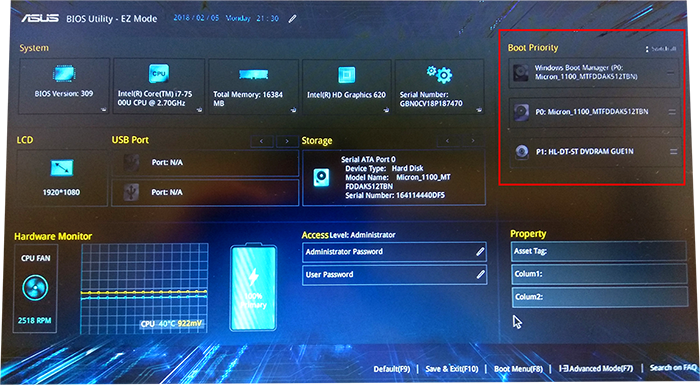 ASUS BIOS Utility - EZ Mode 2018 / 02 / 05 Monday 21 : 30
System
BIOS Version: 309
Intel(R) Core(TM) i7-75
00U CPU @ 2.70GHz
Total Memory: 16384
MB
Intel(R) HD Graphics 620
Serial Number:
GBN0CV18P187470
Boot Priority
Switch all
Windows Boot Manager (P0:
Micron_1100_MTFDDAK512TBN)
P0: Micron_1100_MTFDDAK512TBN
P1: HL-DT-ST DVDRAM GUE1N
LCD
1920*1080
USB Port
Port: N/A
Port: N/A
Storage
Serial ATA Port 0
Device Type: Hard Disk
Model Name: Micron_1100_MT
FDDAK512TBN
Serial Number: 164114440DF5
Hardware Monitor
CPU FAN
2518 RPM
CPU 40°C 922mV
100%
Primary
Access Level: Administrator
Administrator Password
User Password
Property
Asset Tag:
Colum1:
Colum2:
Default(F9) | Save & Exit(F10) | Boot Menu(F8) | Advanced Mode(F7) | Search on FAQ